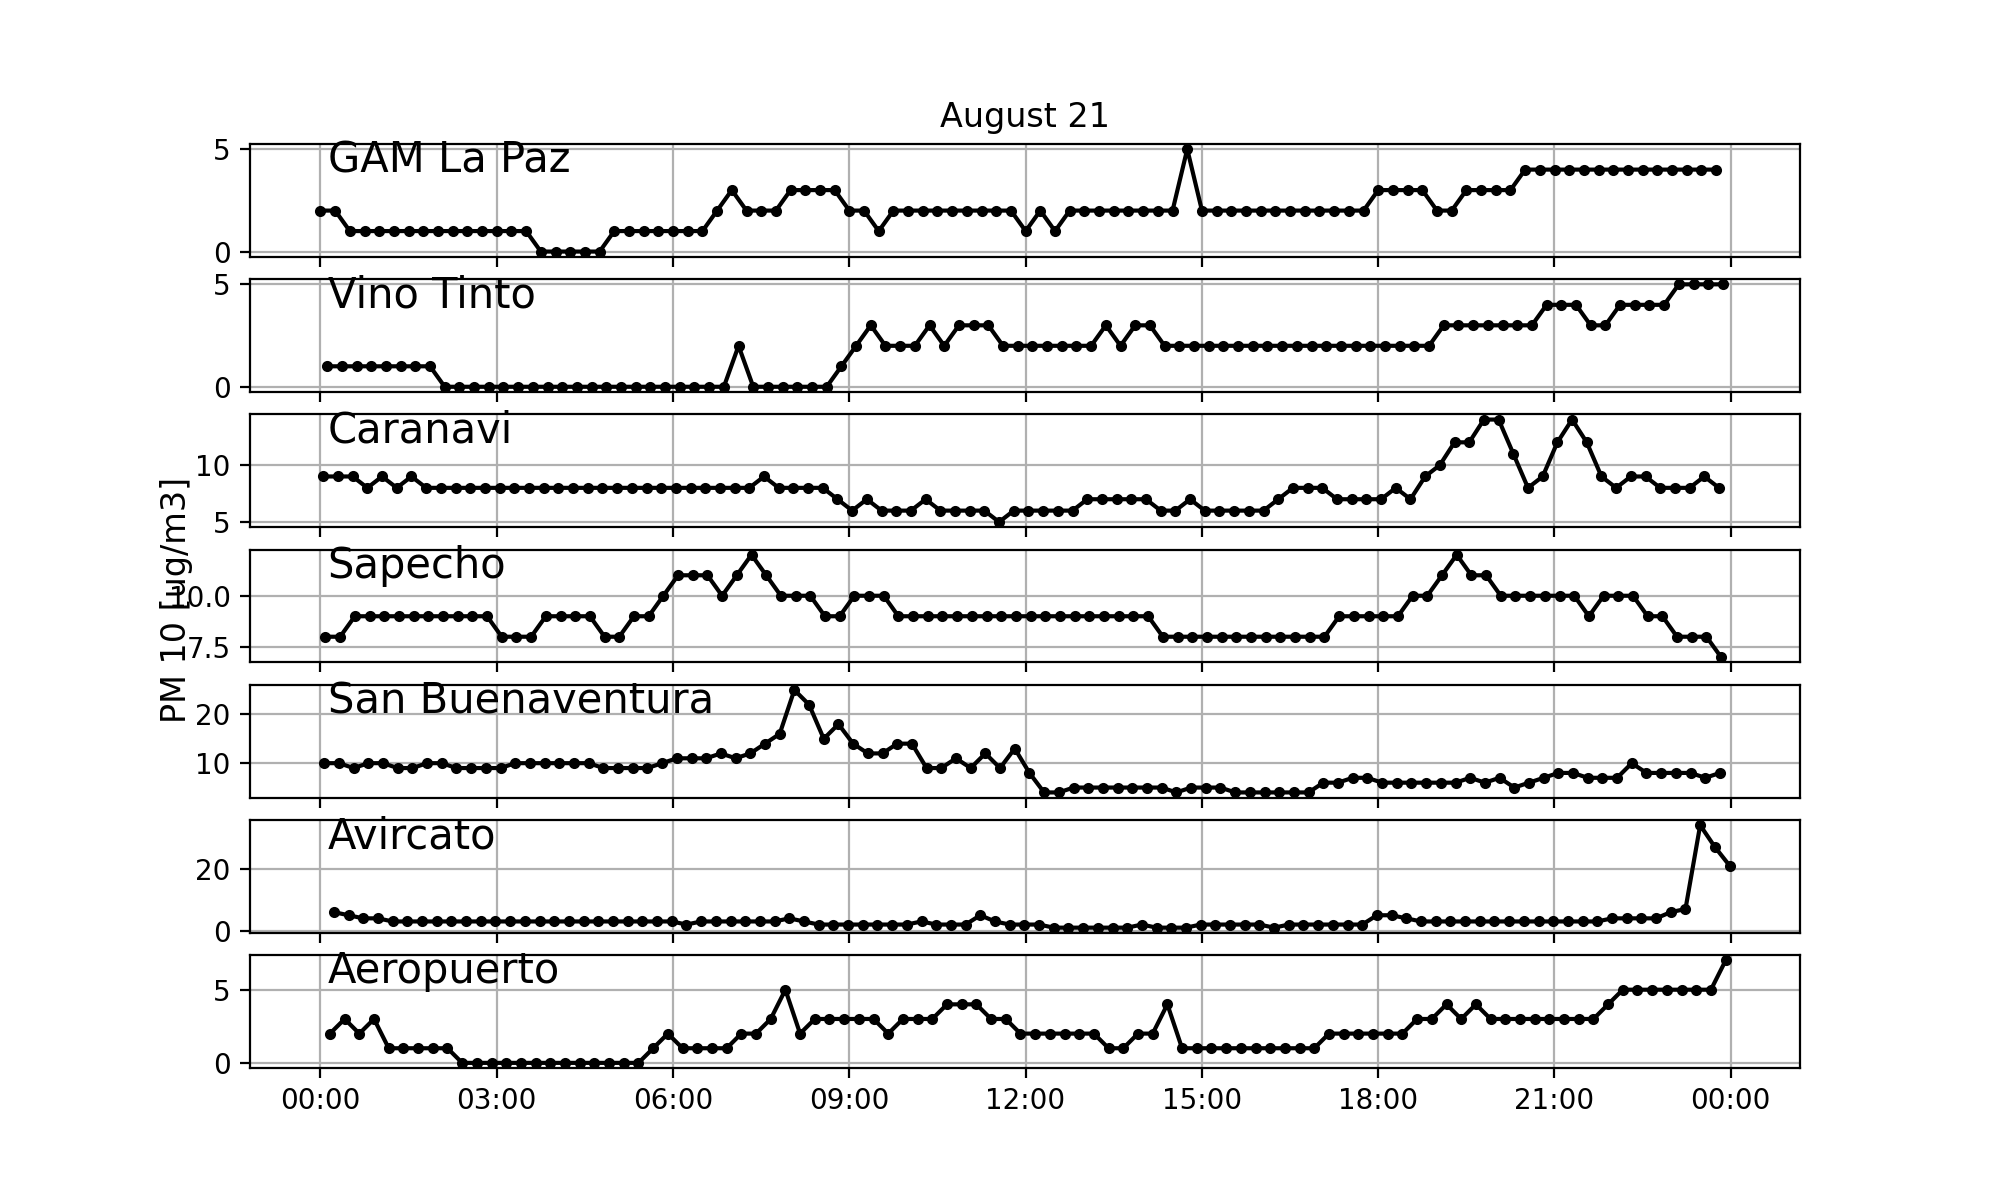 August 21
5
GAM La Paz
0
5
Vino Tinto
0
Caranavi
10
5
PM 10 [µg/m3]
Sapecho
10.0
7.5
San Buenaventura
20
10
Avircato
20
0
Aeropuerto
5
0
00:00 03:00 06:00 09:00 12:00 15:00 18:00 21:00 00:00